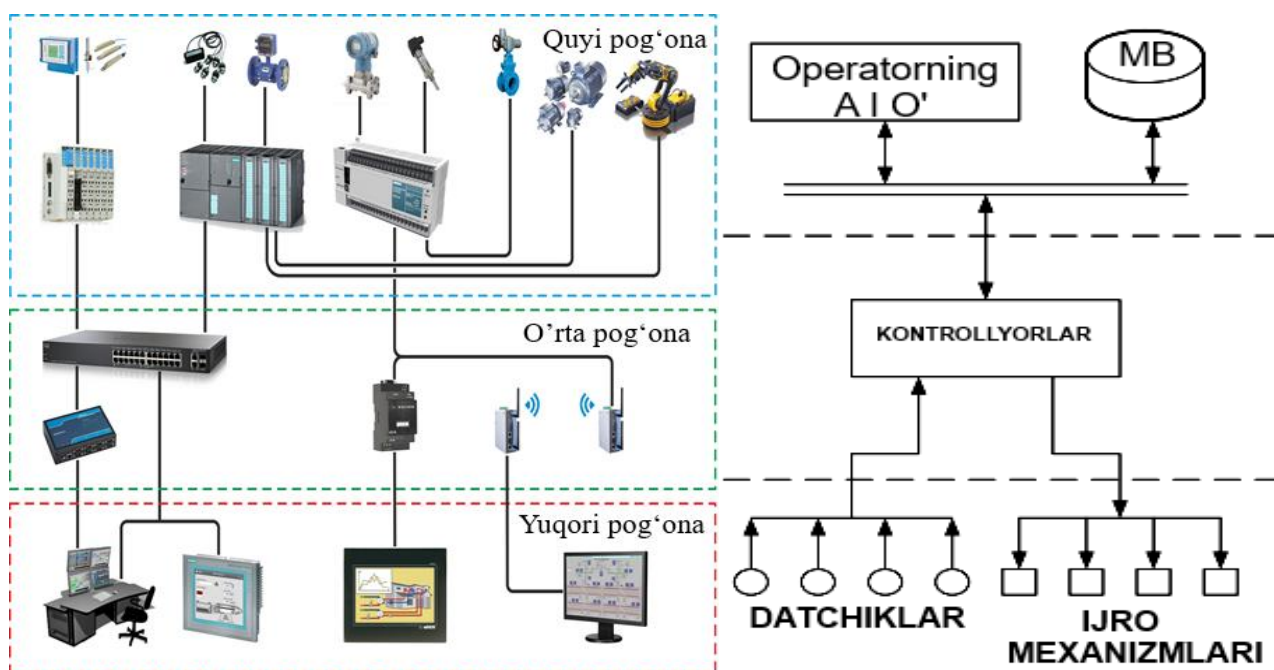 Quyi pog‘ona
O’rta pog‘ona
Yuqori pog‘ona
Operatorning
A I O'
MB
KONTROLLYORLAR
DATCHIKLAR
IJRO
MEXANIZMLARI